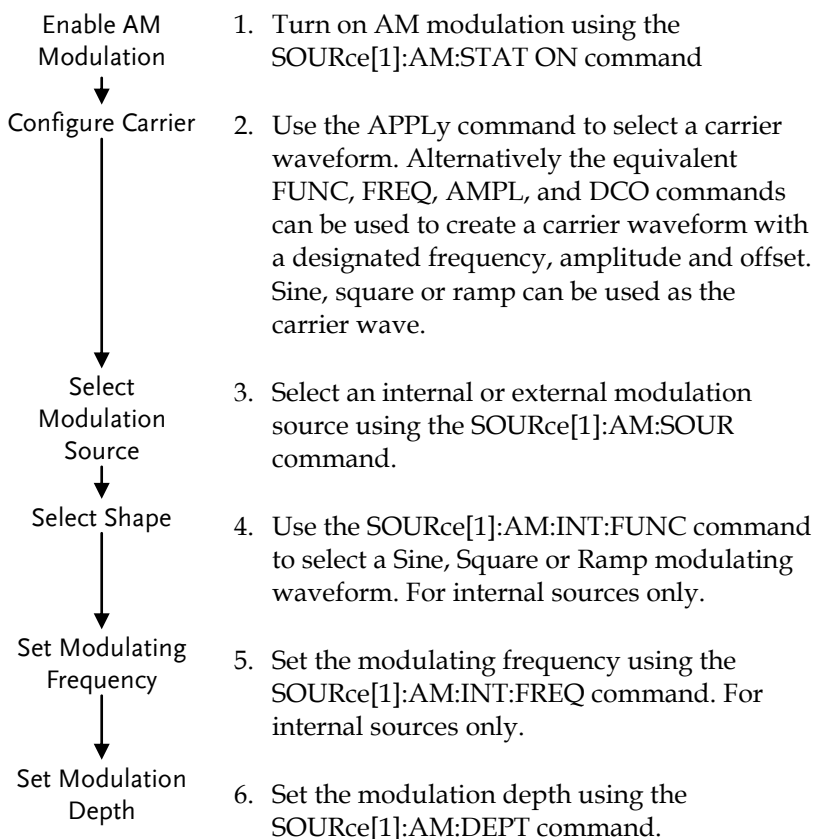 Enable AM
Modulation
1. Turn on AM modulation using the
SOURce[1]:AM:STAT ON command
Configure Carrier
2. Use the APPLy command to select a carrier
waveform. Alternatively the equivalent
FUNC, FREQ, AMPL, and DCO commands
can be used to create a carrier waveform with
a designated frequency, amplitude and offset.
Sine, square or ramp can be used as the
carrier wave.
Select
Modulation
Source
3. Select an internal or external modulation
source using the SOURce[1]:AM:SOUR
command.
Select Shape
4. Use the SOURce[1]:AM:INT:FUNC command
to select a Sine, Square or Ramp modulating
waveform. For internal sources only.
Set Modulating
Frequency
5. Set the modulating frequency using the
SOURce[1]:AM:INT:FREQ command. For
internal sources only.
Set Modulation
Depth
6. Set the modulation depth using the
SOURce[1]:AM:DEPT command.